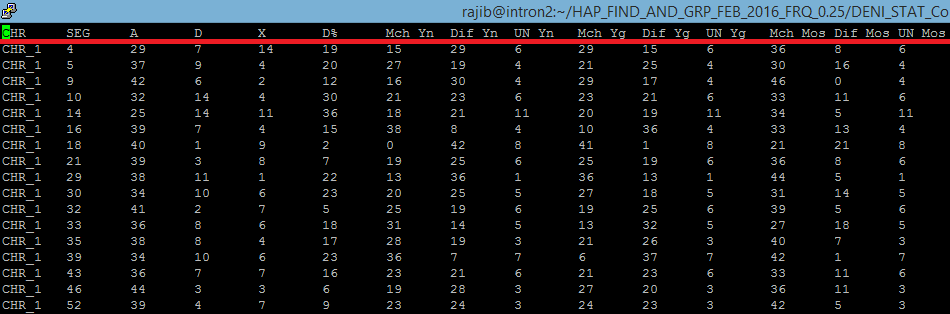 rajib@intron2:~/HAP_FIND_AND_GRP_FEB_2016_FRQ_0.25/DENI_STAT_Co
CHR SEG A D X D% Mch Yn Dif Yn UN Yn Mch Yg Dif Yg UN Yg Mch Mos Dif Mos UN Mos
CHR_1 4 29 7 14 19 15 29 6 29 15 6 36 8 6
CHR_1 5 37 9 4 20 27 19 4 21 25 4 30 16 4
CHR_1 9 42 6 2 12 16 30 4 29 17 4 46 0 4
CHR_1 10 32 14 4 30 21 23 6 23 21 6 33 11 6
CHR_1 14 25 14 11 36 18 21 11 20 19 11 34 5 11
CHR_1 16 39 7 4 15 38 8 4 10 36 4 33 13 4
CHR_1 18 40 1 9 2 0 42 8 41 1 8 21 21 8
CHR_1 21 39 3 8 7 19 25 6 25 19 6 36 8 6
CHR_1 29 38 11 1 22 13 36 1 36 13 1 44 5 1
CHR_1 30 34 10 6 23 20 25 5 27 18 5 31 14 5
CHR_1 32 41 2 7 5 25 19 6 19 25 6 39 5 6
CHR_1 33 36 8 6 18 31 14 5 13 32 5 27 18 5
CHR_1 35 38 8 4 17 28 19 3 21 26 3 40 7 3
CHR_1 39 34 10 6 23 36 7 7 6 37 7 42 1 7
CHR_1 43 36 7 7 16 23 21 6 21 23 6 33 11 6
CHR_1 46 44 3 3 6 19 28 3 27 20 3 36 11 3
CHR_1 52 39 4 7 9 23 24 3 24 23 3 42 5 3